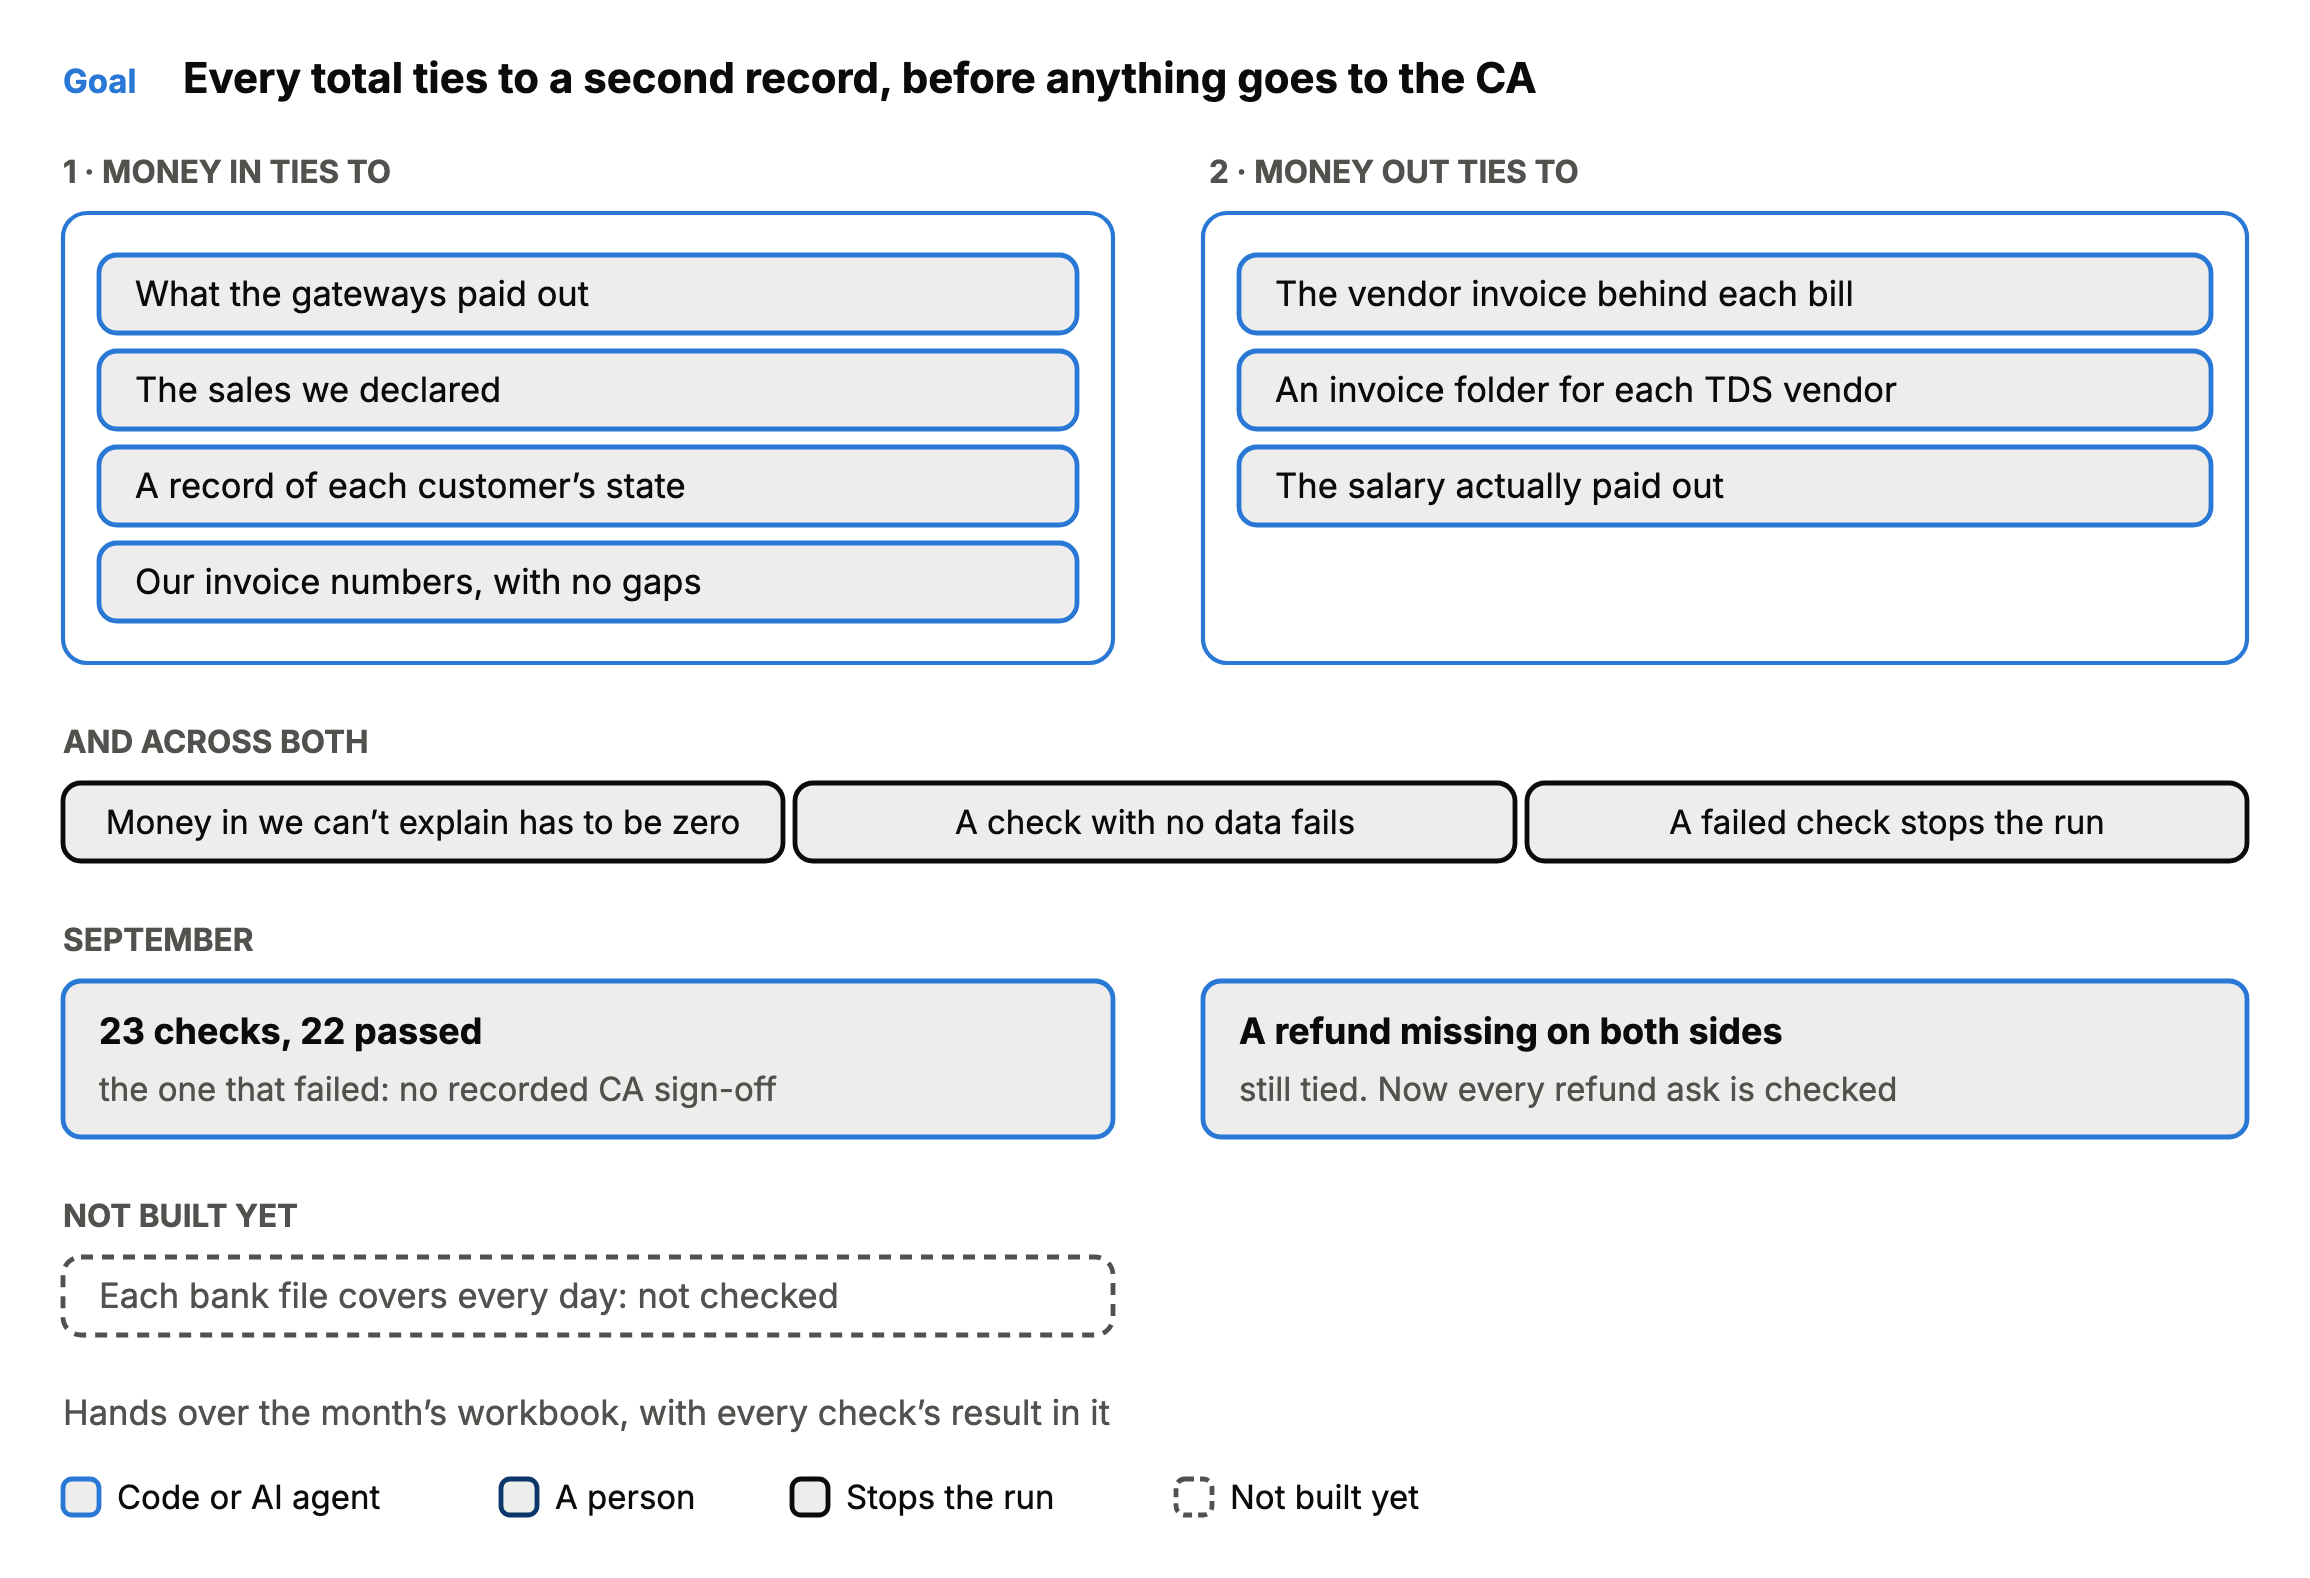 Goal Every total ties to a second record, before anything goes to the CA
1 · MONEY IN TIES TO
What the gateways paid out
The sales we declared
A record of each customer’s state
Our invoice numbers, with no gaps
2 · MONEY OUT TIES TO
The vendor invoice behind each bill
An invoice folder for each TDS vendor
The salary actually paid out
AND ACROSS BOTH
Money in we can’t explain has to be zero
A check with no data fails
A failed check stops the run
SEPTEMBER
23 checks, 22 passed
the one that failed: no recorded CA sign-off
A refund missing on both sides
still tied. Now every refund ask is checked
NOT BUILT YET
Each bank file covers every day: not checked
Hands over the month’s workbook, with every check’s result in it
Code or AI agent
A person
Stops the run
Not built yet